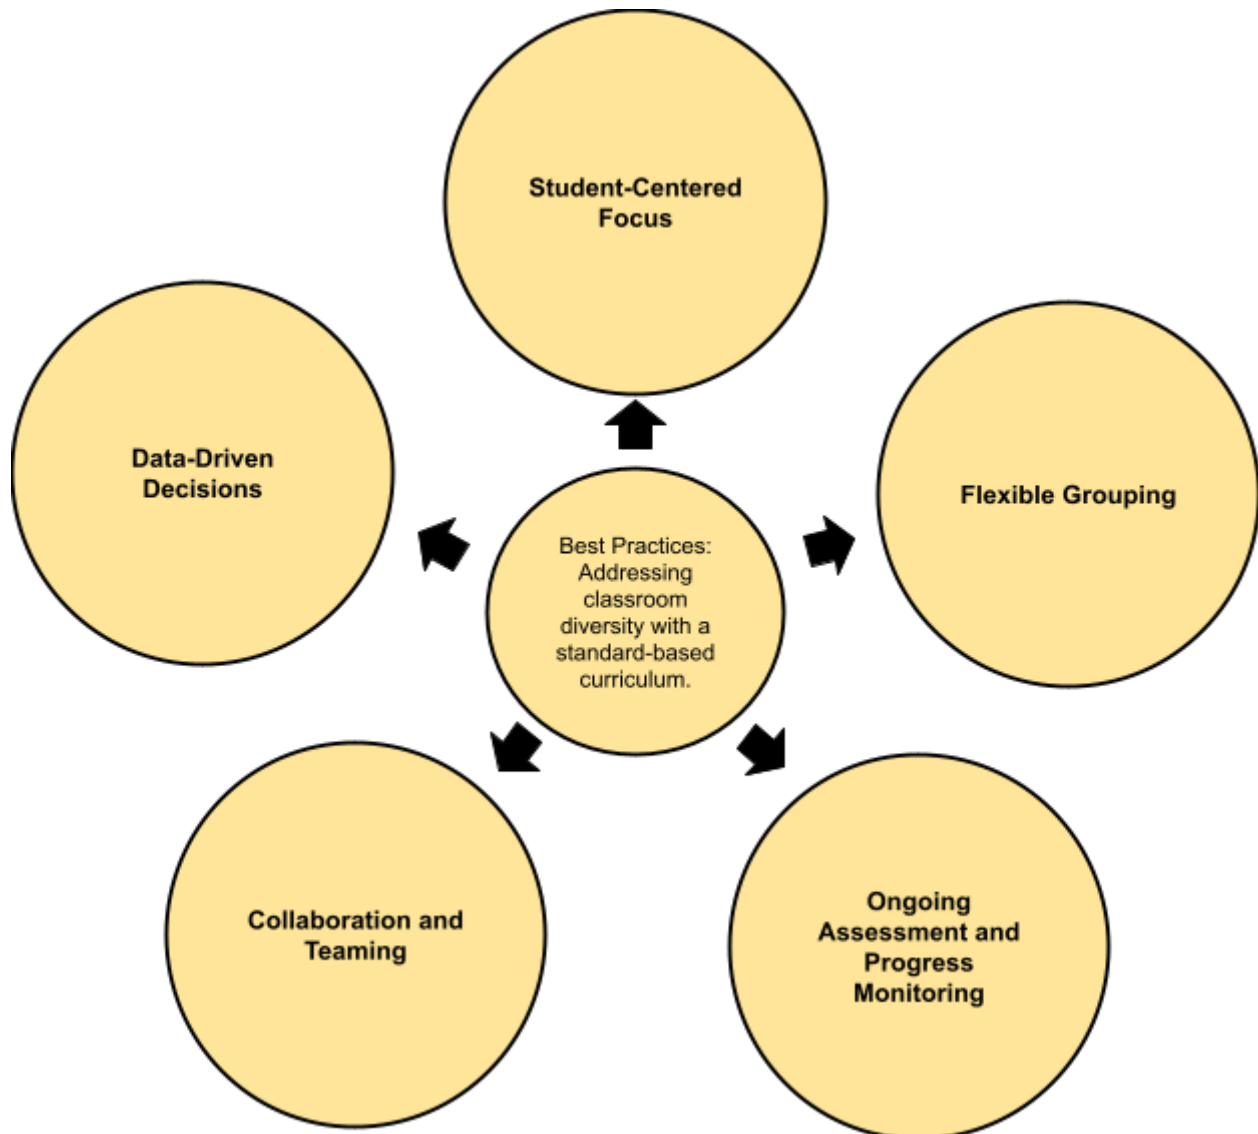 Student-Centered
Focus
Data-Driven
Decisions
Flexible Grouping
Best Practices:
Addressing
classroom
diversity with a
standard-based
curriculum.
Collaboration and
Teaming
Ongoing
Assessment and
Progress
Monitoring